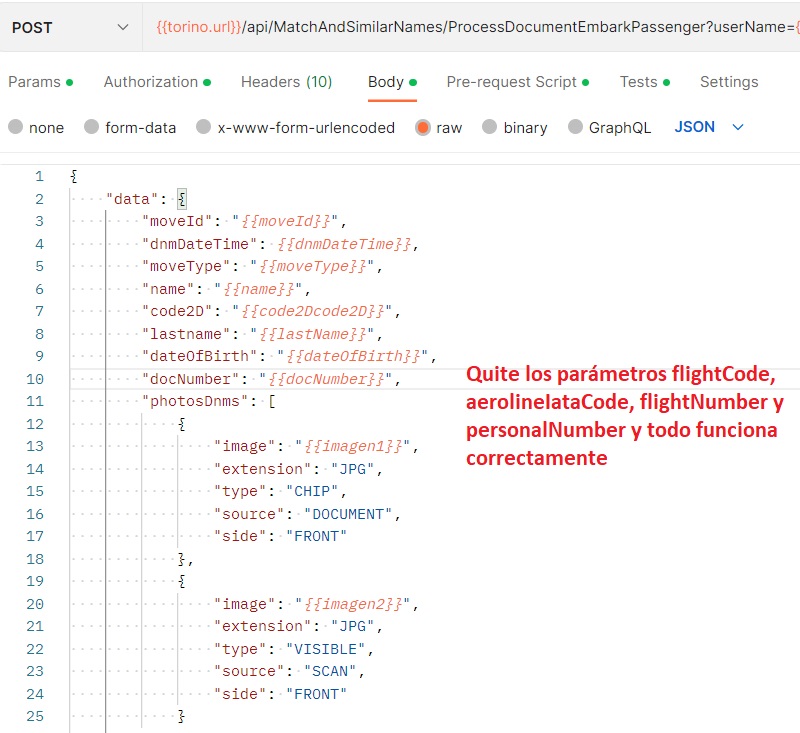 POST {{torino.url}}/api/MatchAndSimilarNames/ProcessDocumentEmbarkPassenger?userName={
Params Authorization Headers (10) Body Pre-request Script Tests Settings
none form-data x-www-form-urlencoded raw binary GraphQL JSON
1 {
2 "data": {
3 "moveId": "{{moveId}}",
4 "dnmDateTime": {{dnmDateTime}},
5 "moveType": "{{moveType}}",
6 "name": "{{name}}",
7 "code2D": "{{code2Dcode2D}}",
8 "lastname": "{{lastName}}",
9 "dateOfBirth": "{{dateOfBirth}}",
10 "docNumber": "{{docNumber}}",
11 "photosDnms": [
12 {
13 "image": "{{imagen1}}",
14 "extension": "JPG",
15 "type": "CHIP",
16 "source": "DOCUMENT",
17 "side": "FRONT"
18 },
19 {
20 "image": "{{imagen2}}",
21 "extension": "JPG",
22 "type": "VISIBLE",
23 "source": "SCAN",
24 "side": "FRONT"
25 }
Quite los parámetros flightCode,
aerolineIataCode, flightNumber y
personalNumber y todo funciona
correctamente